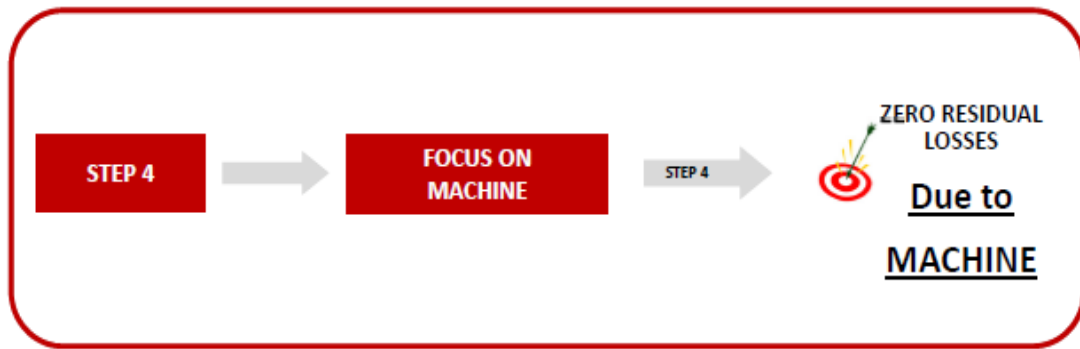 STEP 4
FOCUS ON
MACHINE
STEP 4
ZERO RESIDUAL
LOSSES
Due to
MACHINE